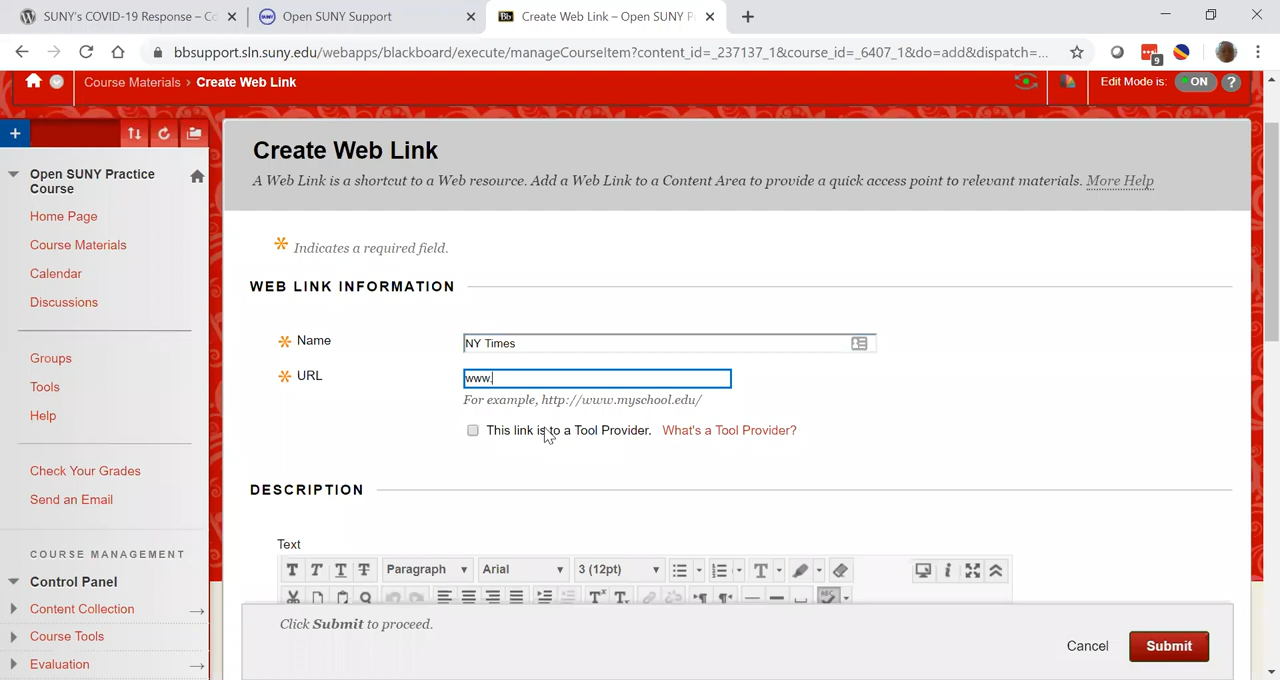 SUNY's COVID-19 Response – Co
Open SUNY Support
Create Web Link – Open SUNY P
bbsupport.sln.suny.edu/webapps/blackboard/execute/manageCourseItem?content_id=_237137_1&course_id=_6407_1&do=add&dispatch=...
9
Course Materials > Create Web Link
Edit Mode is: ON ?
Open SUNY Practice
Course
Home Page
Course Materials
Calendar
Discussions
Groups
Tools
Help
Check Your Grades
Send an Email
COURSE MANAGEMENT
Control Panel
Content Collection
Course Tools
Evaluation
Create Web Link
A Web Link is a shortcut to a Web resource. Add a Web Link to a Content Area to provide a quick access point to relevant materials. More Help
* Indicates a required field.
WEB LINK INFORMATION
* Name NY Times
* URL www.
For example, http://www.myschool.edu/
This link is to a Tool Provider. What's a Tool Provider?
DESCRIPTION
Text
T T T T Paragraph Arial 3 (12pt)
Click Submit to proceed.
Cancel Submit